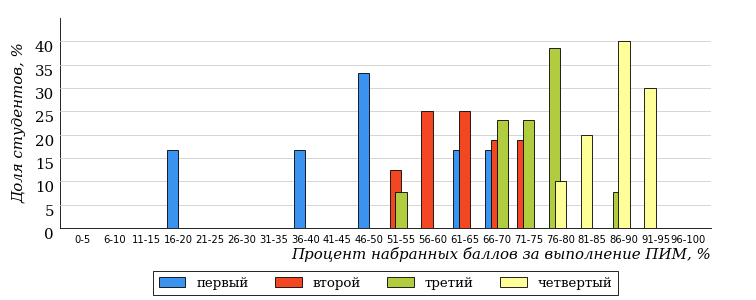 Доля студентов, %
40
35
30
25
20
15
10
5
0
0-5 6-10 11-15 16-20 21-25 26-30 31-35 36-40 41-45 46-50 51-55 56-60 61-65 66-70 71-75 76-80 81-85 86-90 91-95 96-100
Процент набранных баллов за выполнение ПИМ, %
первый второй третий четвертый